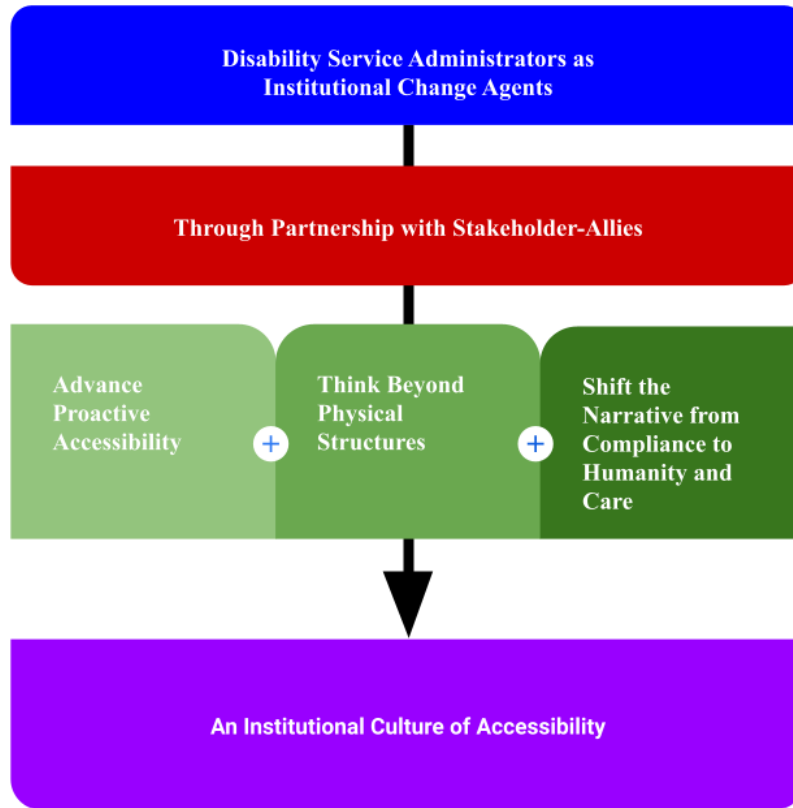 Disability Service Administrators as
Institutional Change Agents
Through Partnership with Stakeholder-Allies
Advance
Proactive
Accessibility
+
Think Beyond
Physical
Structures
+
Shift the
Narrative from
Compliance to
Humanity and
Care
An Institutional Culture of Accessibility